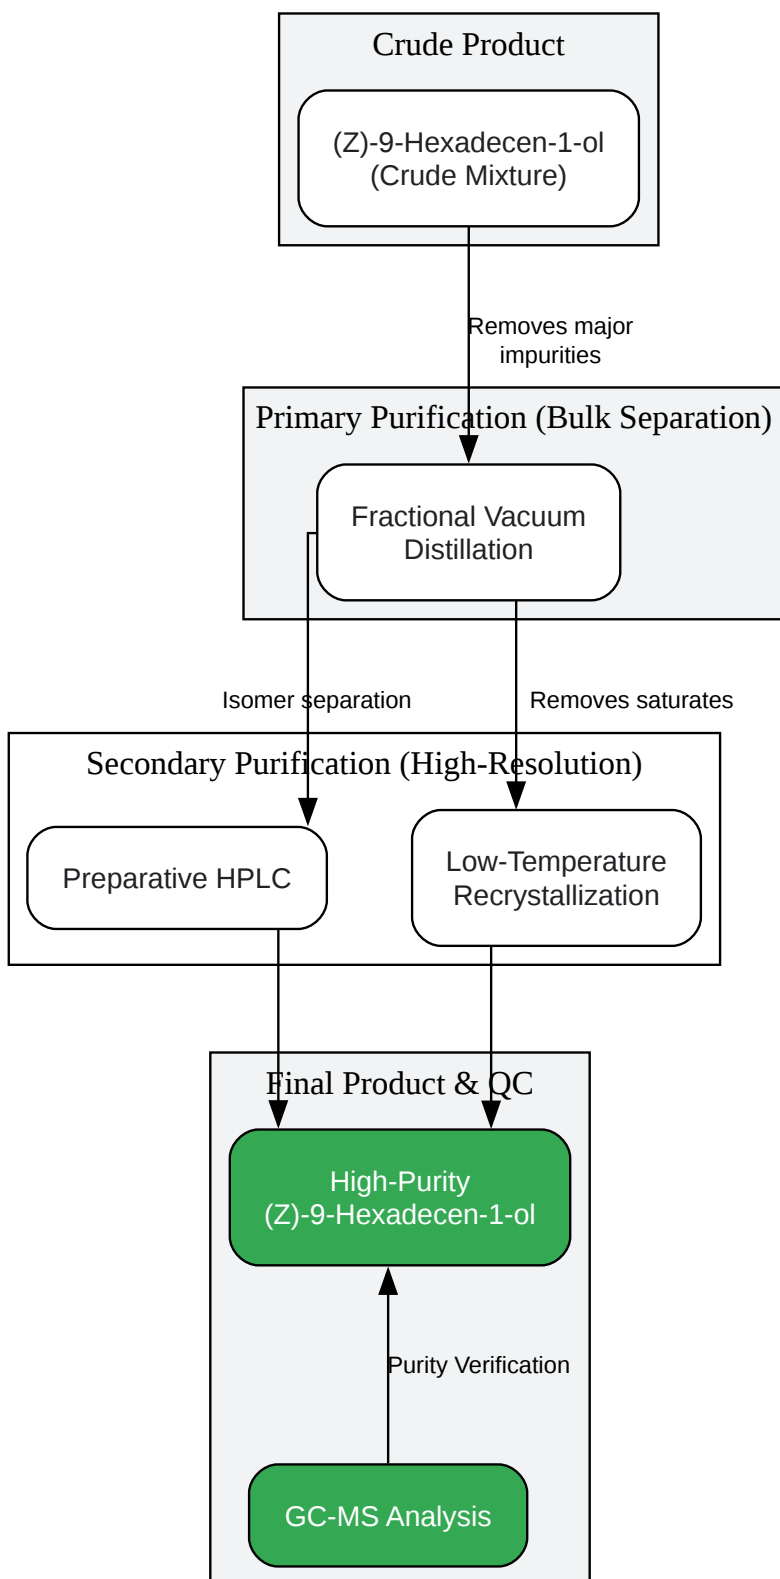 Crude Product
(Z)-9-Hexadecen-1-ol
(Crude Mixture)
Removes major
impurities
Primary Purification (Bulk Separation)
Fractional Vacuum
Distillation
Isomer separation
Removes saturates
Secondary Purification (High-Resolution)
Preparative HPLC
Low-Temperature
Recrystallization
Final Product & QC
High-Purity
(Z)-9-Hexadecen-1-ol
Purity Verification
GC-MS Analysis